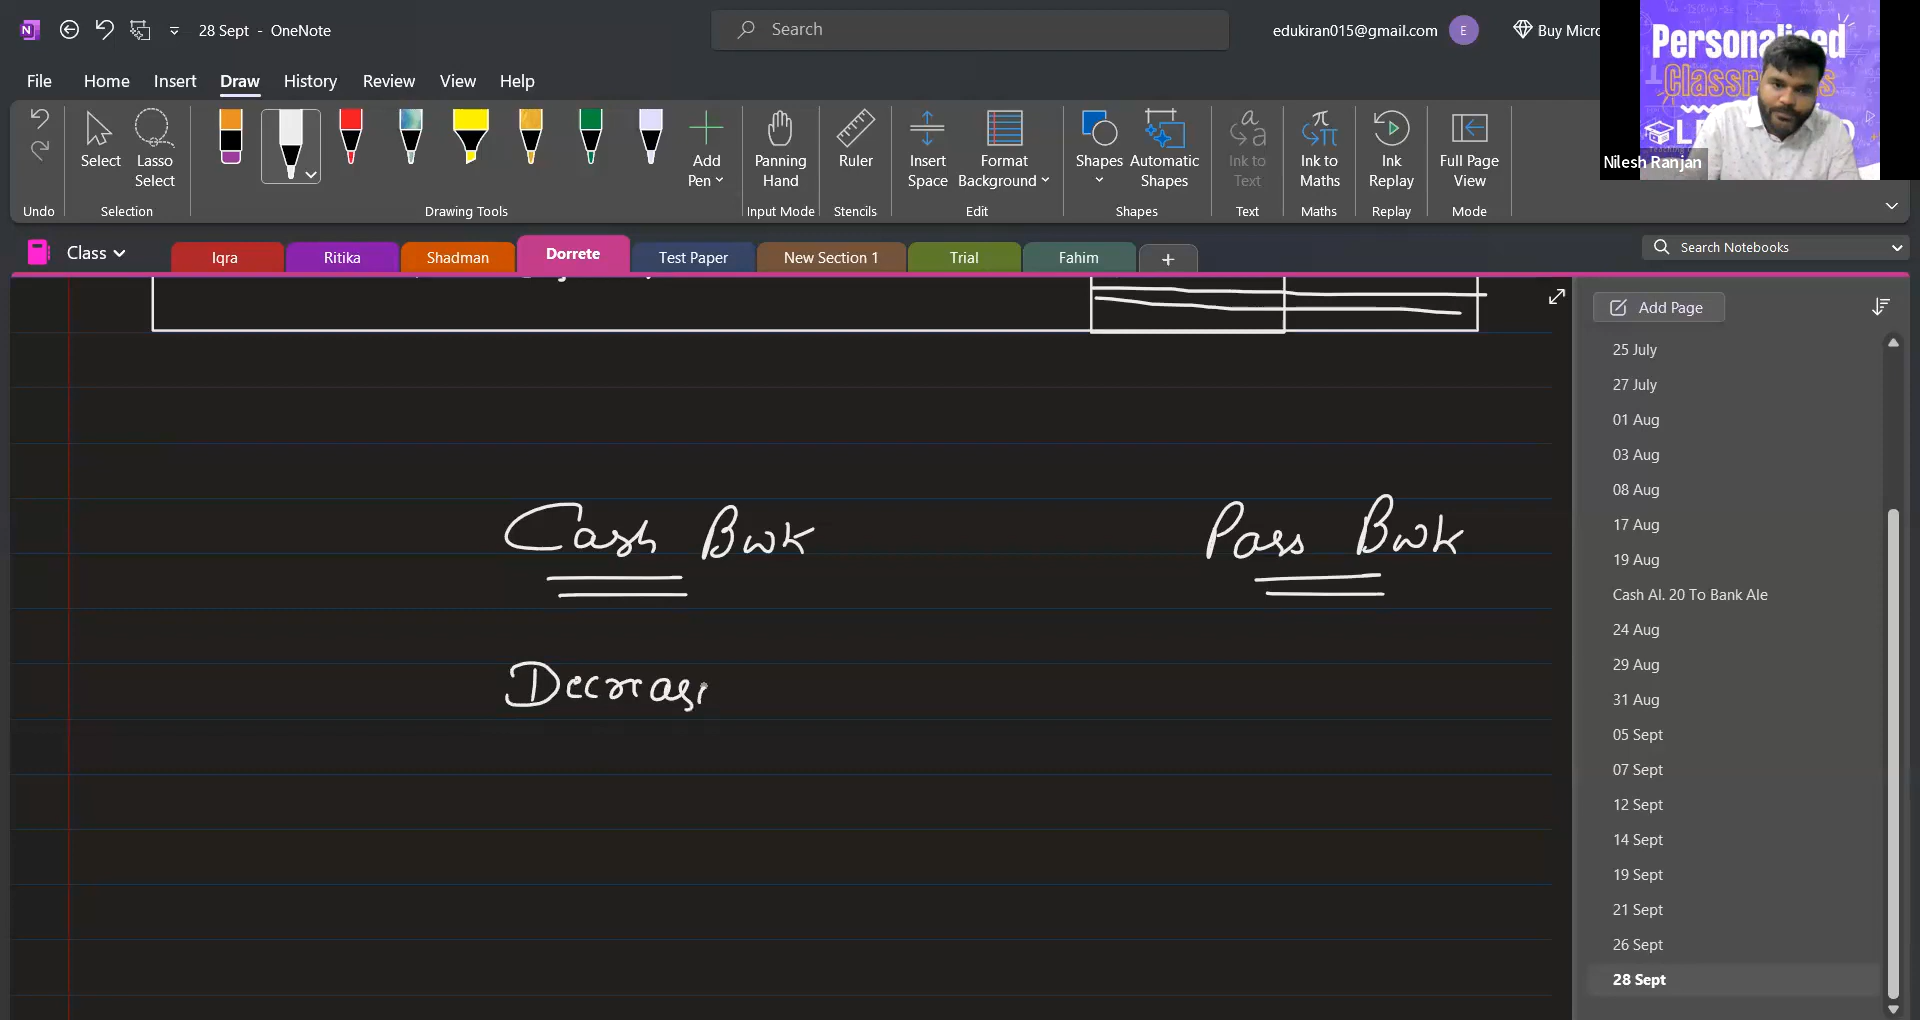 28 Sept - OneNote
Search
edukiran015@gmail.com
E
Buy Micro
Personalised
Classrooms
Nilesh Ranjan
File Home Insert Draw History Review View Help
Select
Lasso Select
Add Pen
Panning Hand
Ruler
Insert Space
Format Background
Shapes
Automatic Shapes
Ink to Text
Ink to Maths
Ink Replay
Full Page View
Undo Selection Drawing Tools Input Mode Stencils Edit Shapes Text Maths Replay Mode
Class Iqra Ritika Shadman Dorrete Test Paper New Section 1 Trial Fahim +
Search Notebooks
Add Page
25 July
27 July
01 Aug
03 Aug
08 Aug
17 Aug
19 Aug
Cash Al. 20 To Bank Ale
24 Aug
29 Aug
31 Aug
05 Sept
07 Sept
12 Sept
14 Sept
19 Sept
21 Sept
26 Sept
28 Sept
Cash Book Pass Book
Decreasi